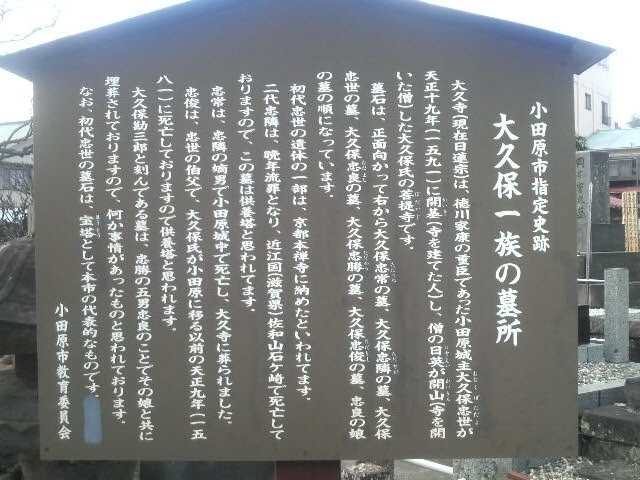 小田原市指定史跡
大久保一族の墓所
大久寺(現在日蓮宗)は、徳川家康の重臣であった小田原城主大久保忠世が
天正十九年(一五九一)に開基(寺を建てた人)し、僧の日英が開山(寺を開
いた僧)した大久保氏の菩提寺です。
墓石は、正面向かって右から大久保忠常の墓、大久保忠隣の墓、大久保
忠世の墓、大久保忠良の墓、大久保忠勝の墓、大久保忠俊の墓、忠良の娘
の墓の順になっています。
初代忠世の遺体の一部は、京都本禅寺に納めたといわれてます。
二代忠隣は、晩年流罪となり、近江国(滋賀県)佐和山石ケ崎で死亡して
おりますので、この墓は供養塔と思われてます。
忠常は、忠隣の嫡男で小田原城中で死亡し、大久寺に葬られました。
忠俊は、忠世の伯父で、大久保氏が小田原に移る以前の天正九年(一五
八一)に死亡しておりますので供養塔と思われます。
大久保勘三郎と刻んである墓は、忠勝の五男忠良のことでその娘と共に
埋葬されておりますので、何か事情があったものと思われております。
なお、初代忠世の墓石は、宝塔として本市の代表的なものです。
小田原市教育委員会